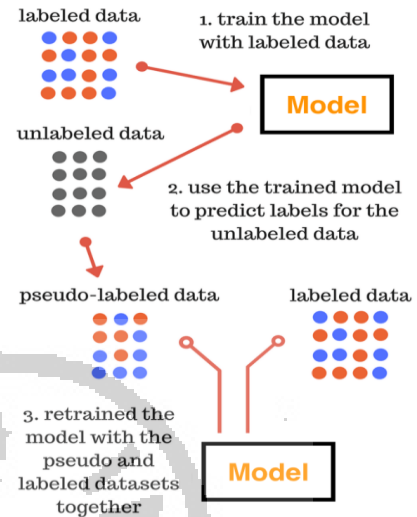 labeled data
1. train the model
with labeled data
Model
unlabeled data
2. use the trained model
to predict labels for the
unlabeled data
pseudo-labeled data
labeled data
3. retrained the
model with the
pseudo and
labeled datasets
together
Model